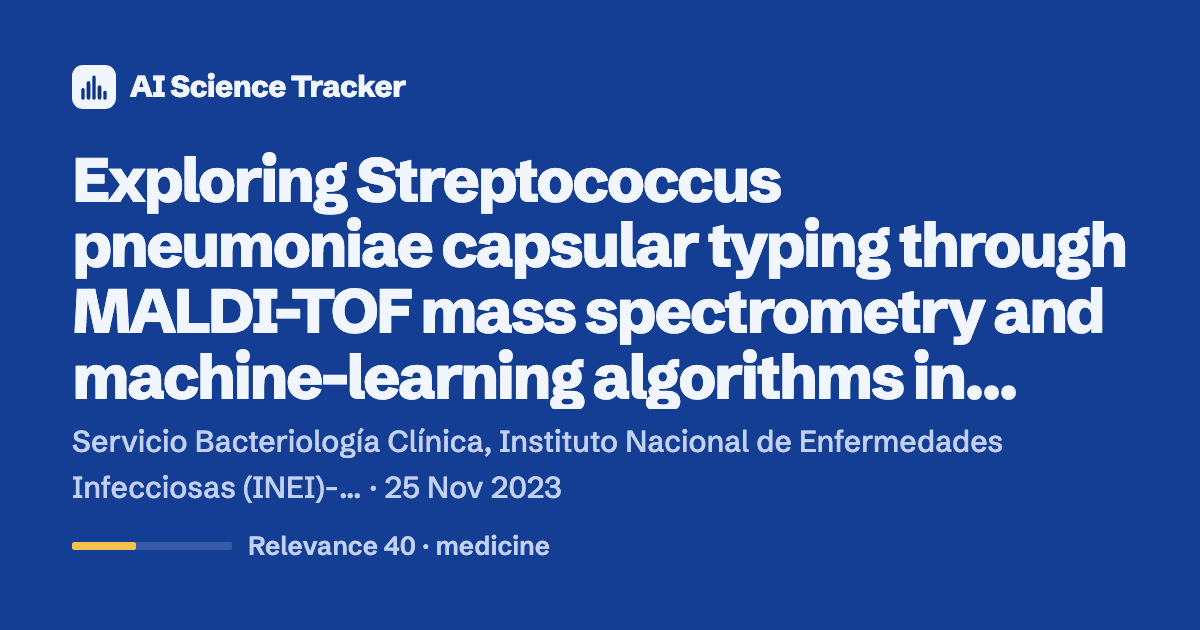 AI Science Tracker
Exploring Streptococcus
pneumoniae capsular typing through
MALDI-TOF mass spectrometry and
machine-learning algorithms in...
Servicio Bacteriología Clínica, Instituto Nacional de Enfermedades
Infecciosas (INEI)-... · 25 Nov 2023
Relevance 40 · medicine